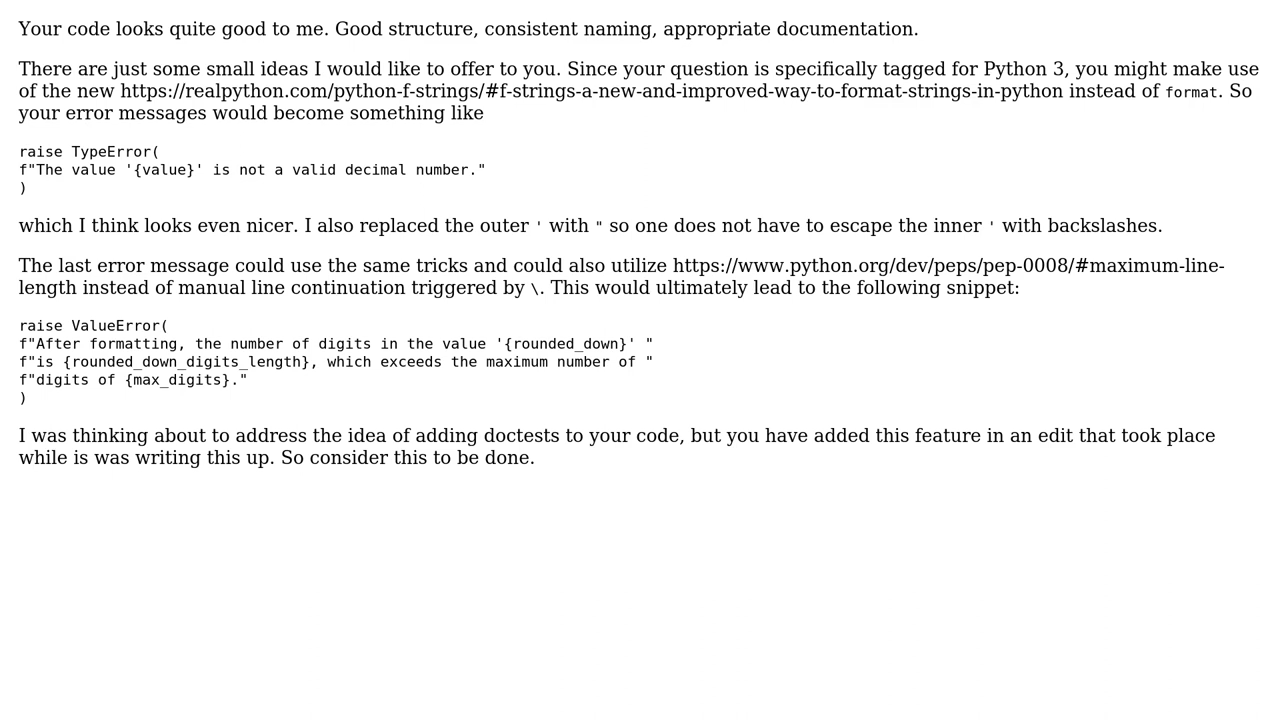 Your code looks quite good to me. Good structure, consistent naming, appropriate documentation.
There are just some small ideas I would like to offer to you. Since your question is specifically tagged for Python 3, you might make use
of the new https://realpython.com/python-f-strings/#f-strings-a-new-and-improved-way-to-format-strings-in-python instead of format. So
your error messages would become something like
raise TypeError(
f"The value '{value}' is not a valid decimal number."
)
which I think looks even nicer. I also replaced the outer ' with " so one does not have to escape the inner ' with backslashes.
The last error message could use the same tricks and could also utilize https://www.python.org/dev/peps/pep-0008/#maximum-line-
length instead of manual line continuation triggered by \. This would ultimately lead to the following snippet:
raise ValueError(
f"After formatting, the number of digits in the value '{rounded_down}' "
f"is {rounded_down_digits_length}, which exceeds the maximum number of "
f"digits of {max_digits}."
)
I was thinking about to address the idea of adding doctests to your code, but you have added this feature in an edit that took place
while is was writing this up. So consider this to be done.